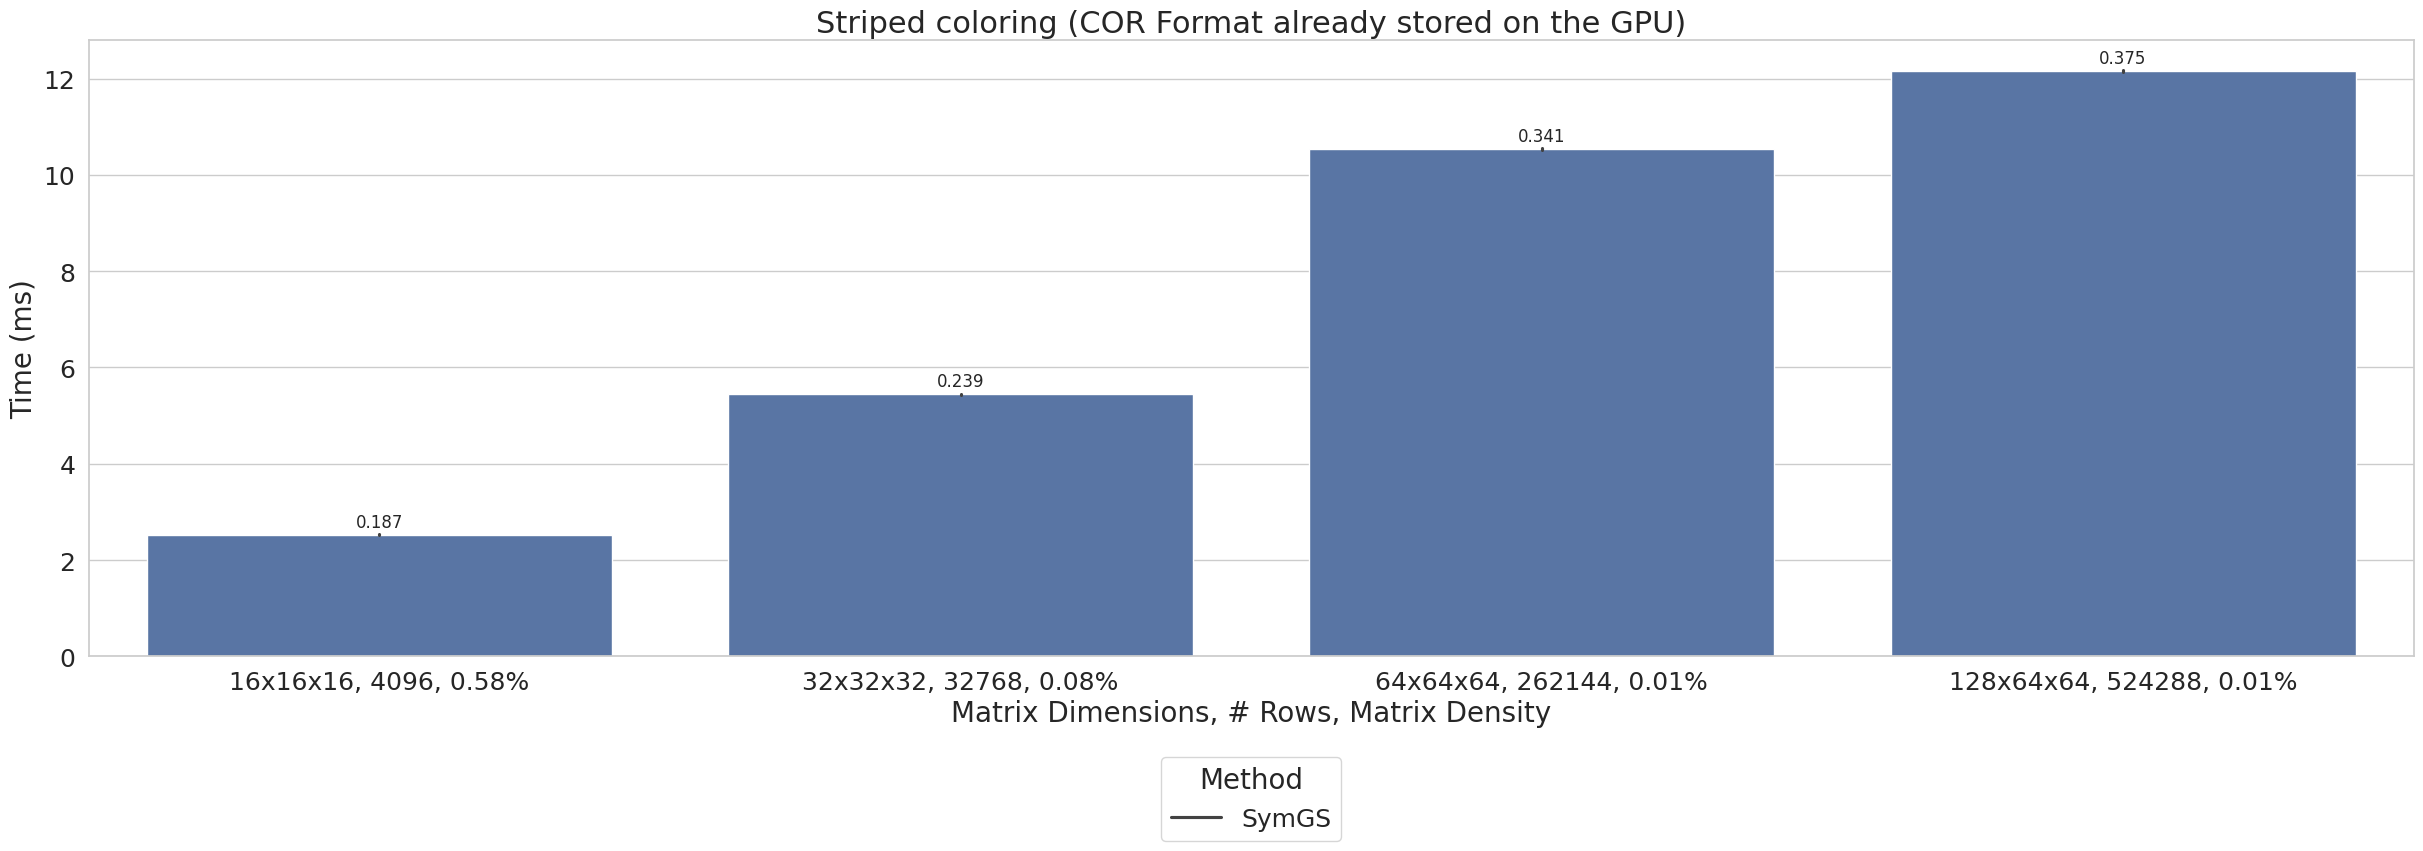 Striped coloring (COR Format already stored on the GPU)
Time (ms)
12
10
8
6
4
2
0
0.187
0.239
0.341
0.375
16x16x16, 4096, 0.58%
32x32x32, 32768, 0.08%
64x64x64, 262144, 0.01%
128x64x64, 524288, 0.01%
Matrix Dimensions, # Rows, Matrix Density
Method
SymGS